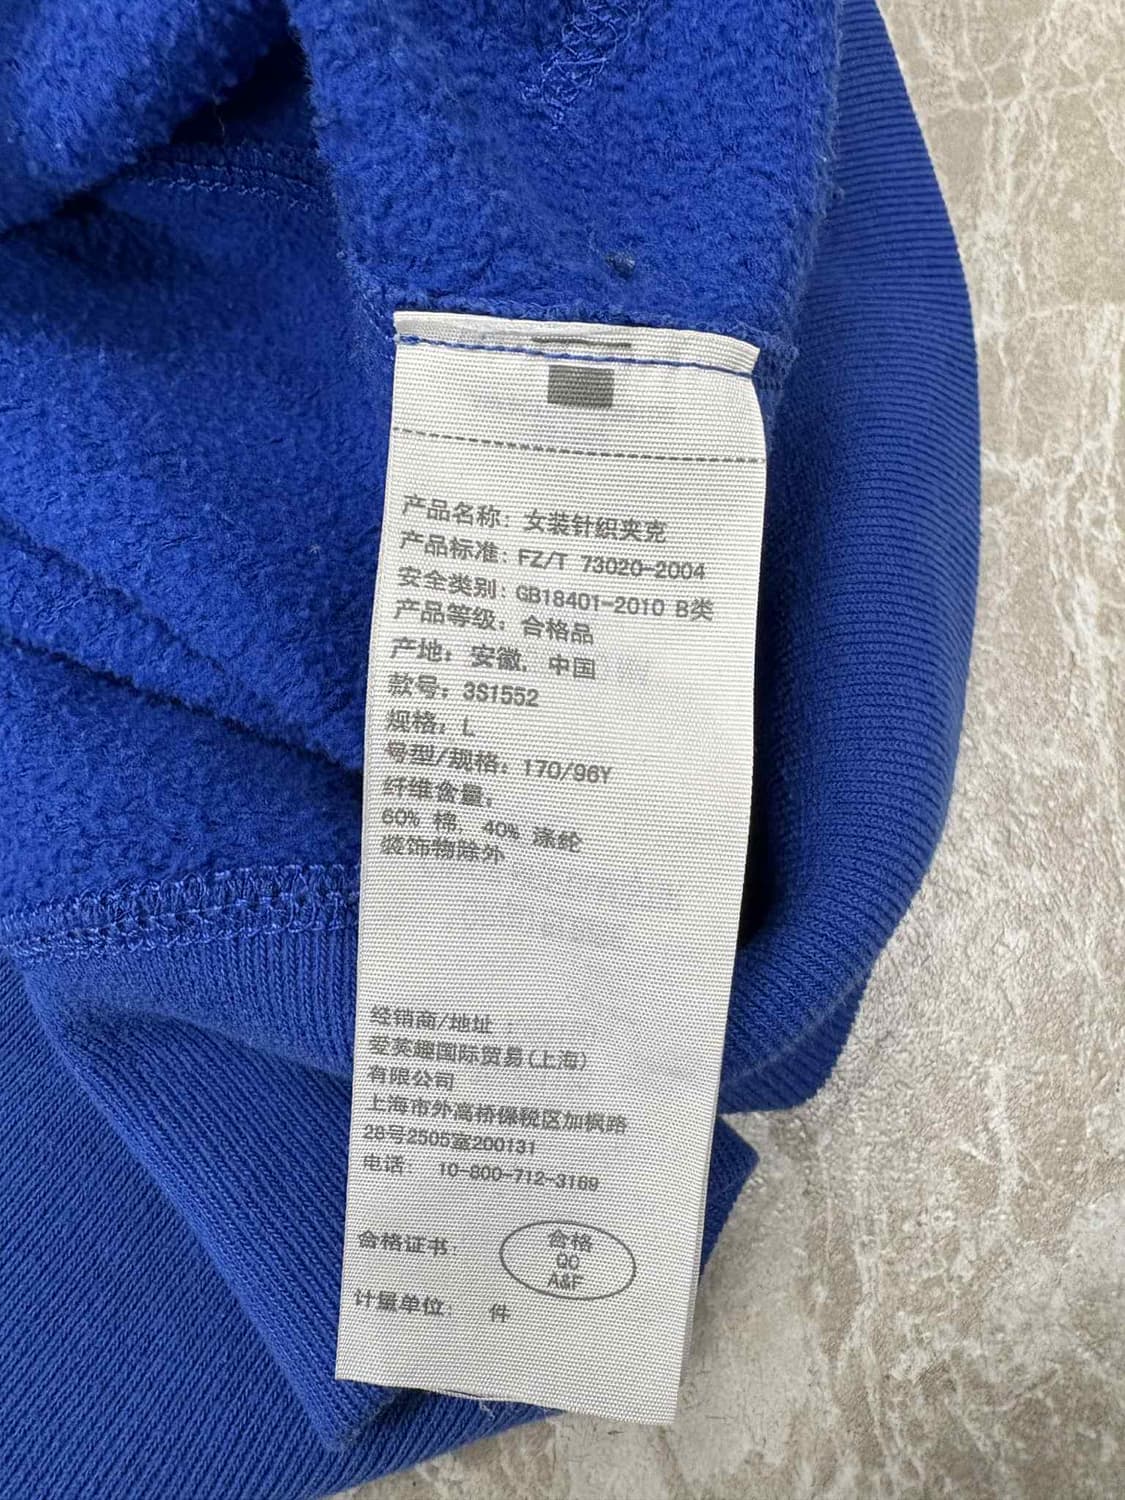 产品名称：女装针织夹克
产品标准：FZ/T 73020-2004
安全类别：GB18401-2010 B类
产品等级：合格品
产地：安徽，中国
款号：3S1552
规格：L
号型/规格：170/96Y
纤维含量：
60% 棉，40% 涤纶
装饰物除外
经销商/地址：
爱芙趣国际贸易(上海)
有限公司
上海市外高桥保税区加枫路
28号2505室200131
电话： 10-800-712-3169
合格证书： 合格
QC
A&F
计量单位： 件